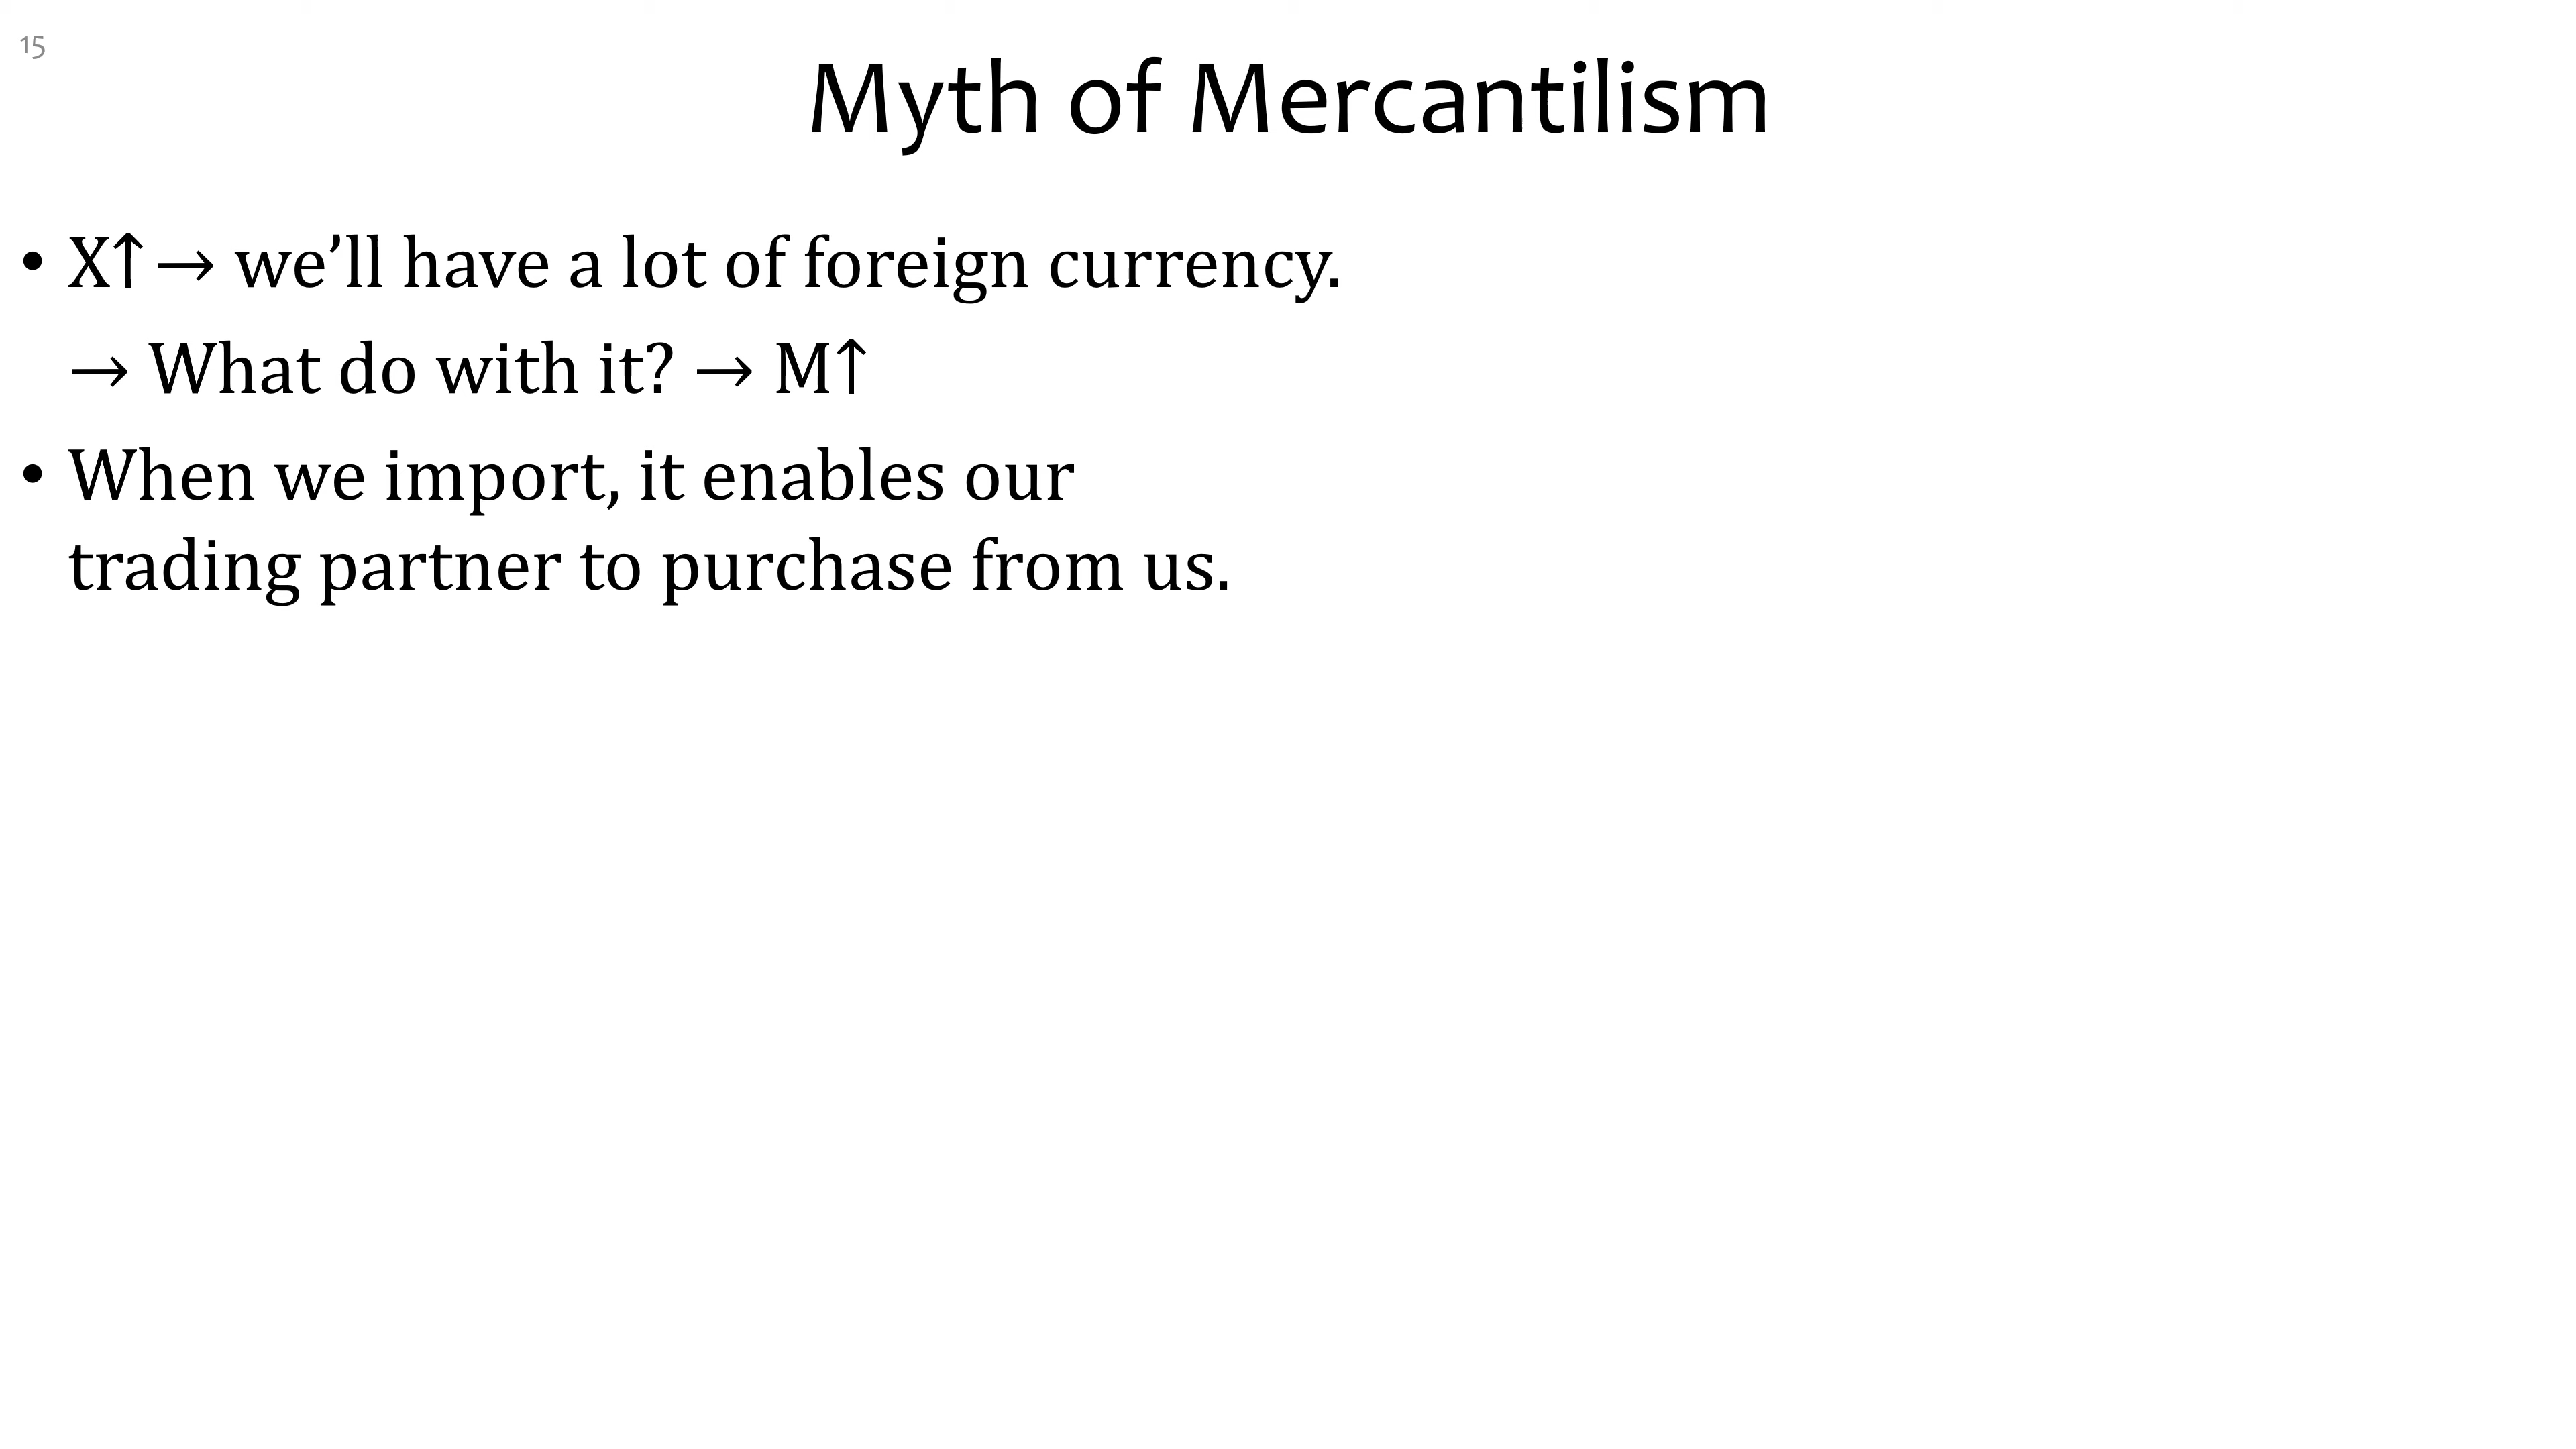 15
Myth of Mercantilism
• X↑→ we’ll have a lot of foreign currency.
→ What do with it? → M↑
• When we import, it enables our
trading partner to purchase from us.